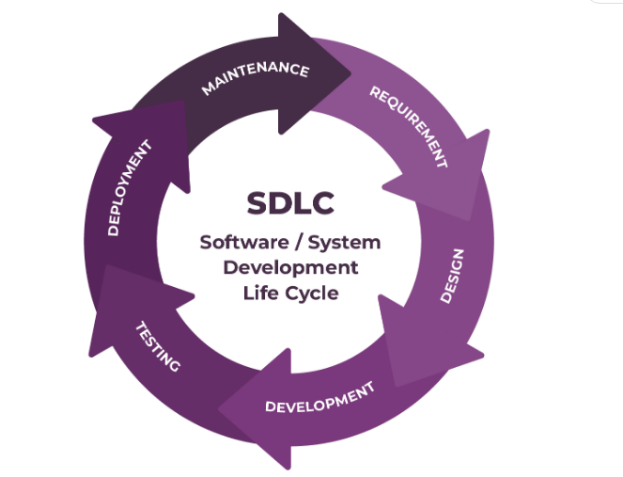 SDLC
Software / System
Development
Life Cycle
REQUIREMENT
DESIGN
DEVELOPMENT
TESTING
DEPLOYMENT
MAINTENANCE